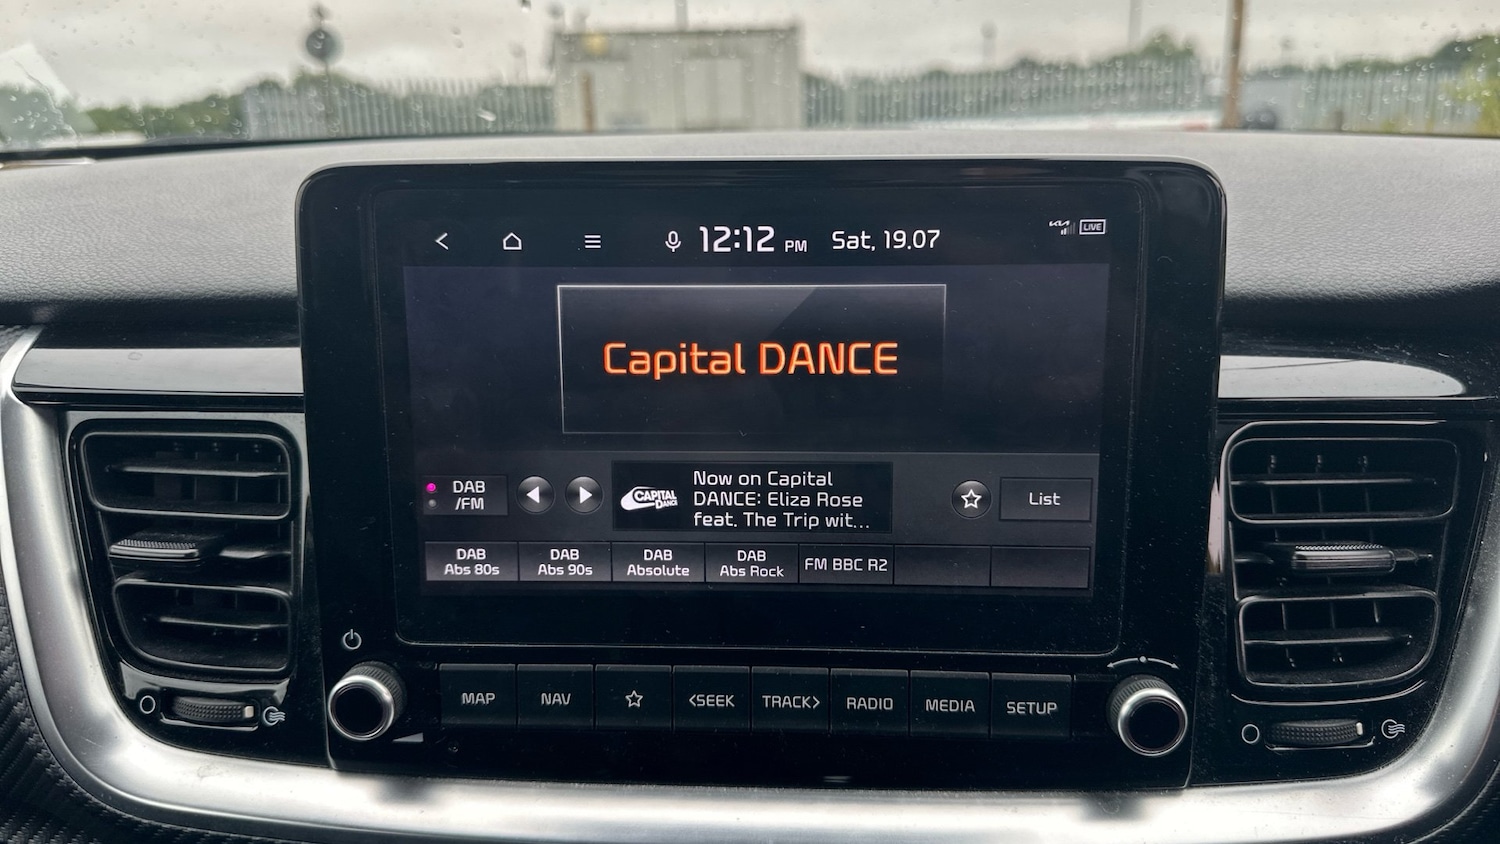 12:12 PM Sat, 19.07
KIA LIVE
Capital DANCE
DAB
/FM
CAPITAL
DANCE
Now on Capital
DANCE: Eliza Rose
feat. The Trip wit...
List
DAB
Abs 80s
DAB
Abs 90s
DAB
Absolute
DAB
Abs Rock
FM BBC R2
MAP
NAV
<SEEK
TRACK>
RADIO
MEDIA
SETUP